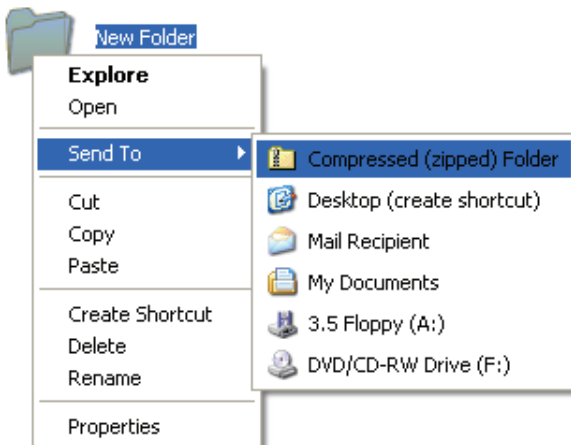 New Folder
Explore
Open
Send To
Cut
Copy
Paste
Create Shortcut
Delete
Rename
Properties
Compressed (zipped) Folder
Desktop (create shortcut)
Mail Recipient
My Documents
3.5 Floppy (A:)
DVD/CD-RW Drive (F:)